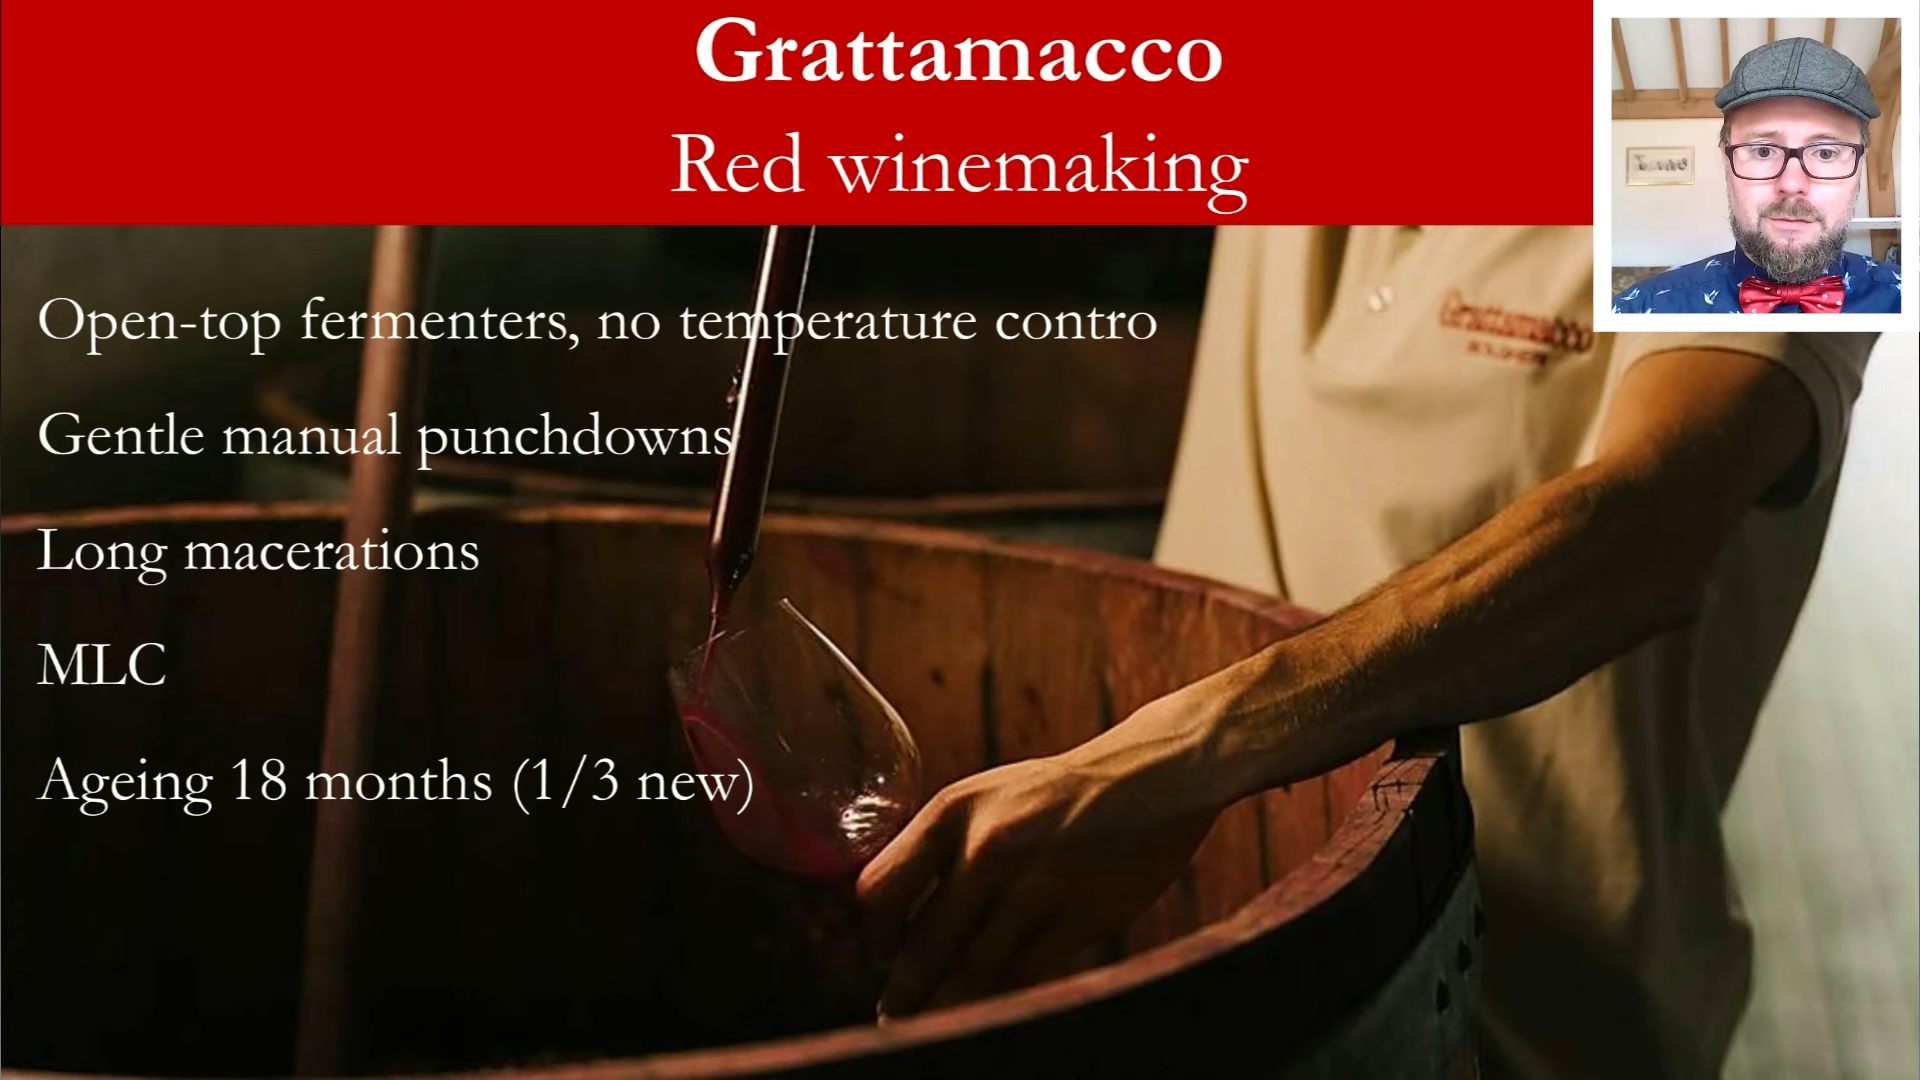 Grattamacco
Red winemaking
Open-top fermenters, no temperature contro
Gentle manual punchdowns
Long macerations
MLC
Ageing 18 months (1/3 new)
Grattamacco